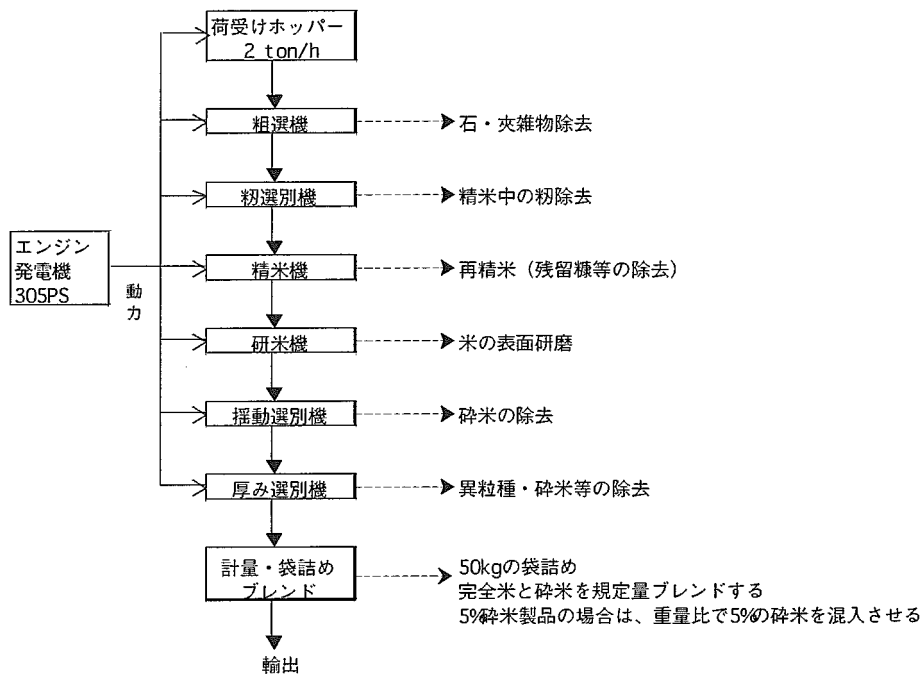 荷受けホッパー
2 ton/h
粗選機
石・夾雑物除去
籾選別機
精米中の籾除去
エンジン
発電機
305PS
動力
精米機
再精米（残留糠等の除去）
研米機
米の表面研磨
揺動選別機
砕米の除去
厚み選別機
異粒種・砕米等の除去
計量・袋詰め
ブレンド
50kgの袋詰め
完全米と砕米を規定量ブレンドする
5%砕米製品の場合は、重量比で5%の砕米を混入させる
輸出